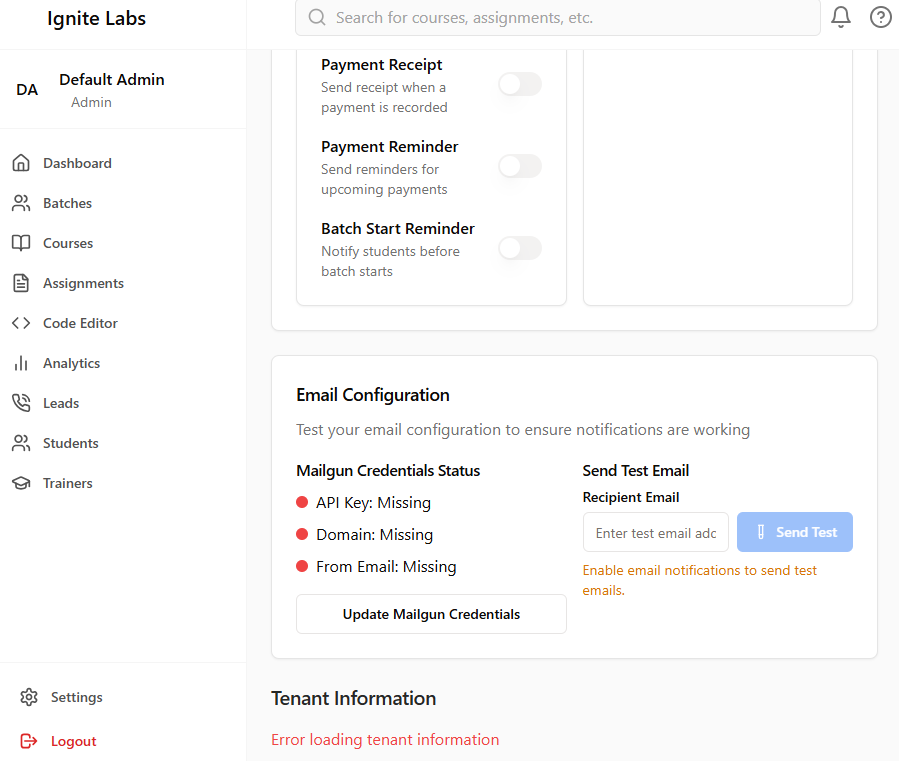 Ignite Labs
Search for courses, assignments, etc.
DA
Default Admin
Admin
Dashboard
Batches
Courses
Assignments
Code Editor
Analytics
Leads
Students
Trainers
Settings
Logout
Payment Receipt
Send receipt when a
payment is recorded
Payment Reminder
Send reminders for
upcoming payments
Batch Start Reminder
Notify students before
batch starts
Email Configuration
Test your email configuration to ensure notifications are working
Mailgun Credentials Status
API Key: Missing
Domain: Missing
From Email: Missing
Update Mailgun Credentials
Send Test Email
Recipient Email
Enter test email adc
Send Test
Enable email notifications to send test
emails.
Tenant Information
Error loading tenant information